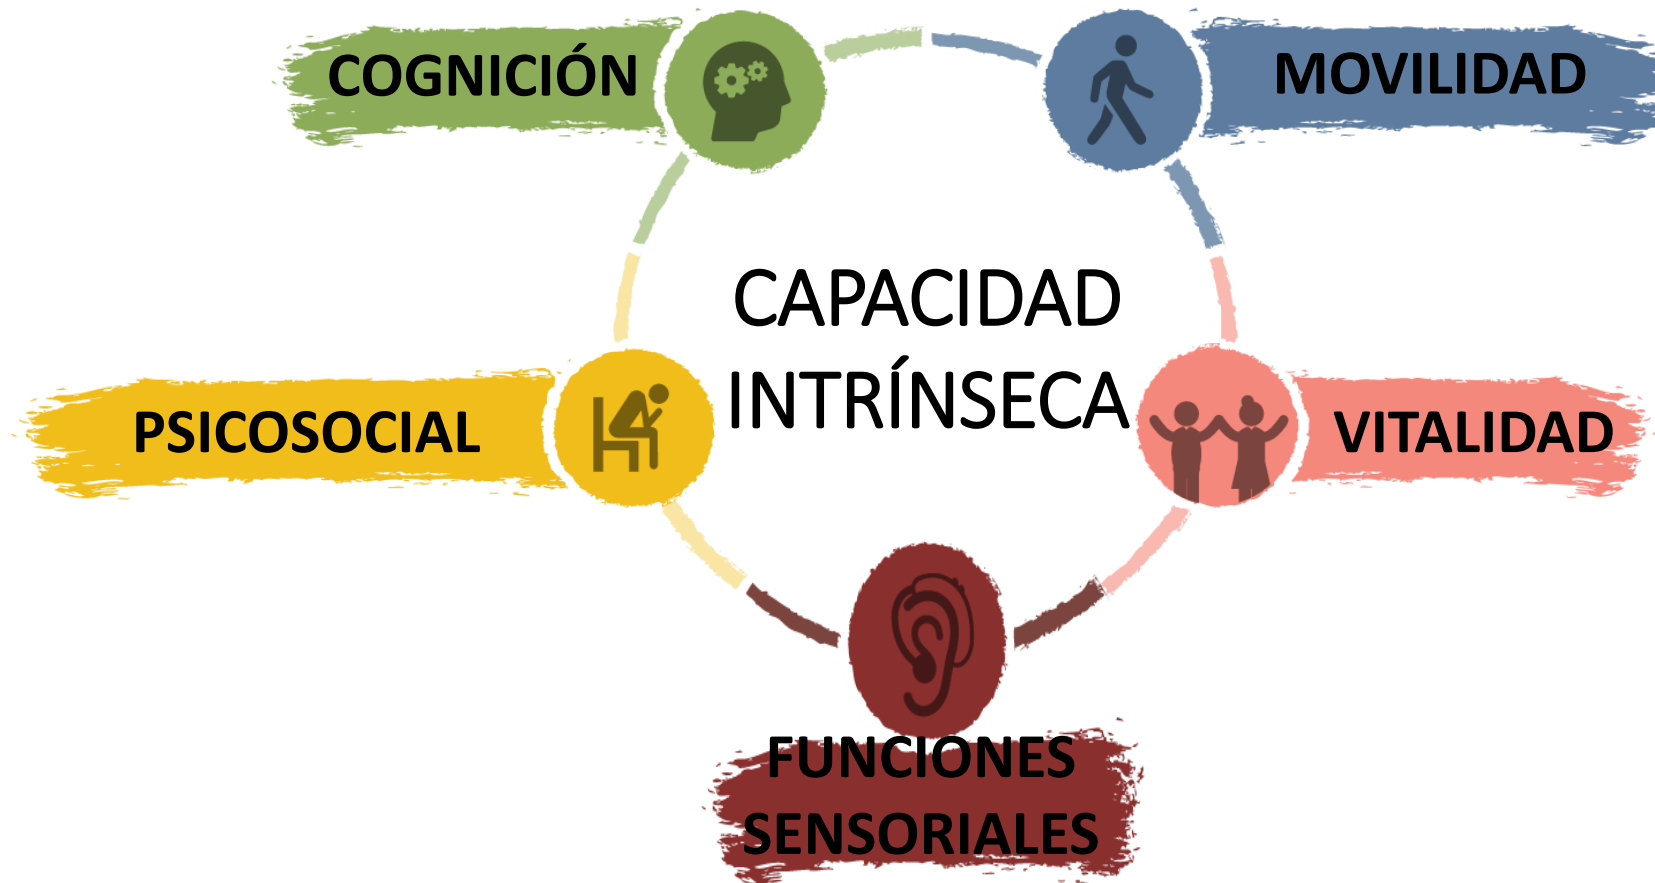 COGNICIÓN
MOVILIDAD
CAPACIDAD
INTRÍNSECA
PSICOSOCIAL
VITALIDAD
FUNCIONES
SENSORIALES